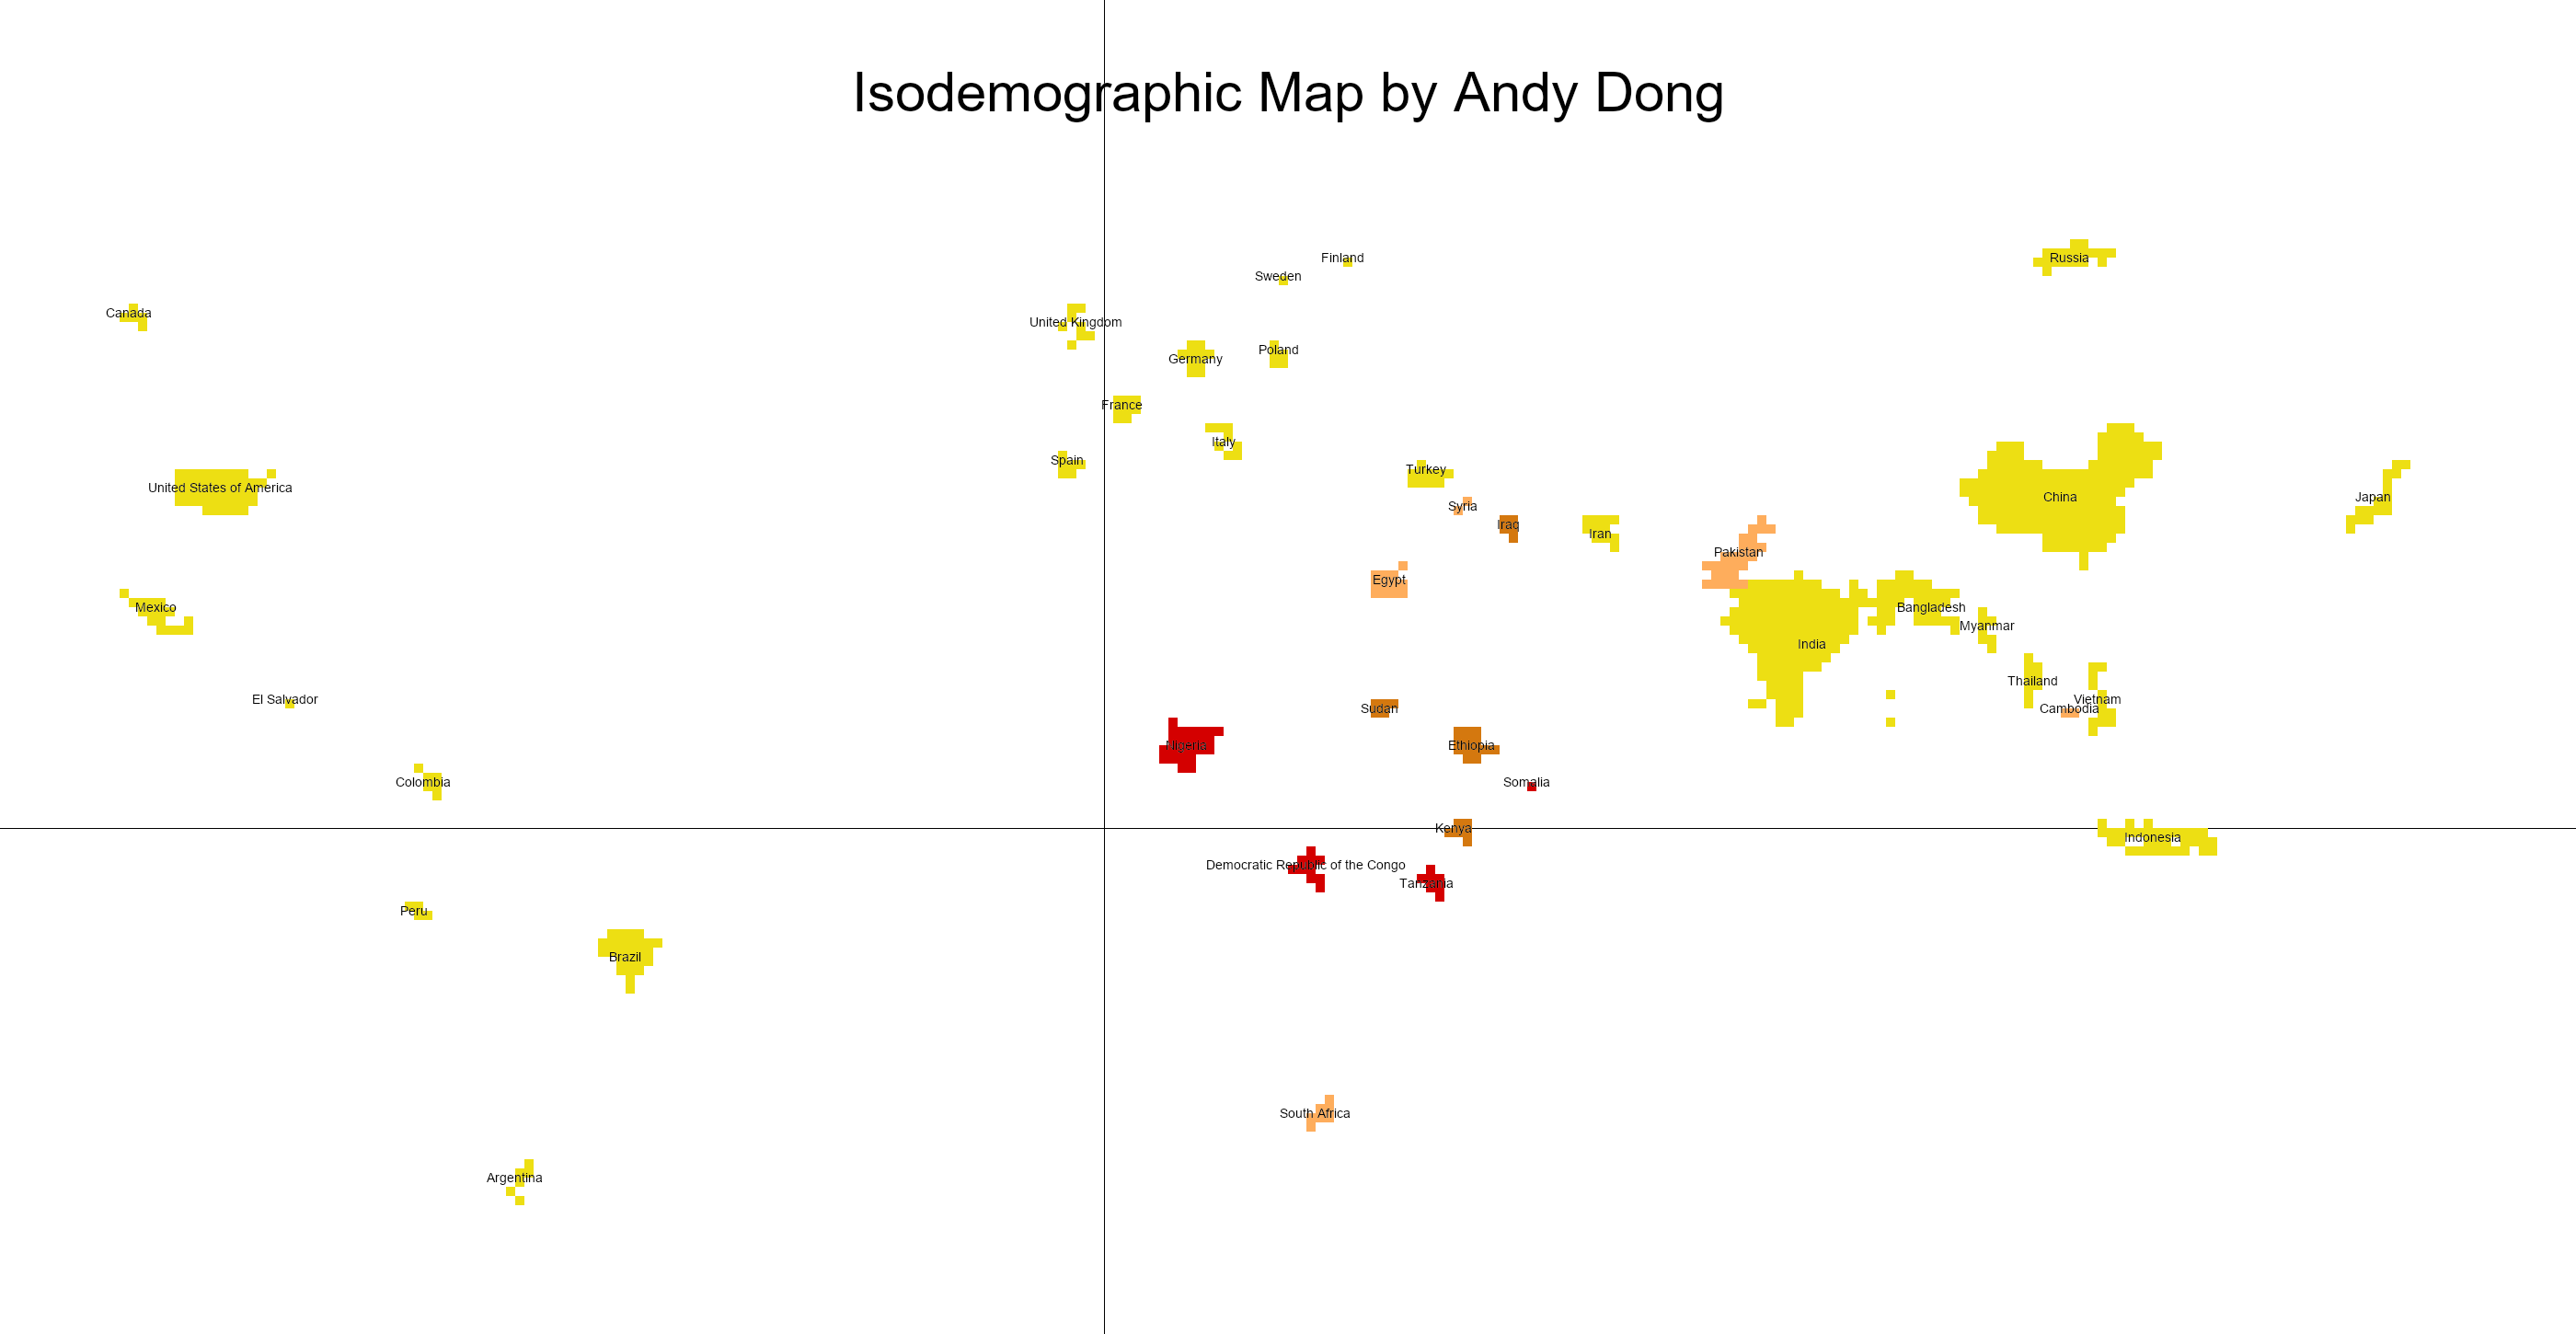 Isodemographic Map by Andy Dong
Finland
Russia
Sweden
Canada
United Kingdom
Poland
Germany
France
Italy
Spain
Turkey
United States of America
China
Japan
Syria
Iraq
Iran
Pakistan
Egypt
Mexico
Bangladesh
Myanmar
India
Thailand
El Salvador
Vietnam
Sudan
Cambodia
Nigeria
Ethiopia
Colombia
Somalia
Kenya
Indonesia
Democratic Republic of the Congo
Tanzania
Peru
Brazil
South Africa
Argentina